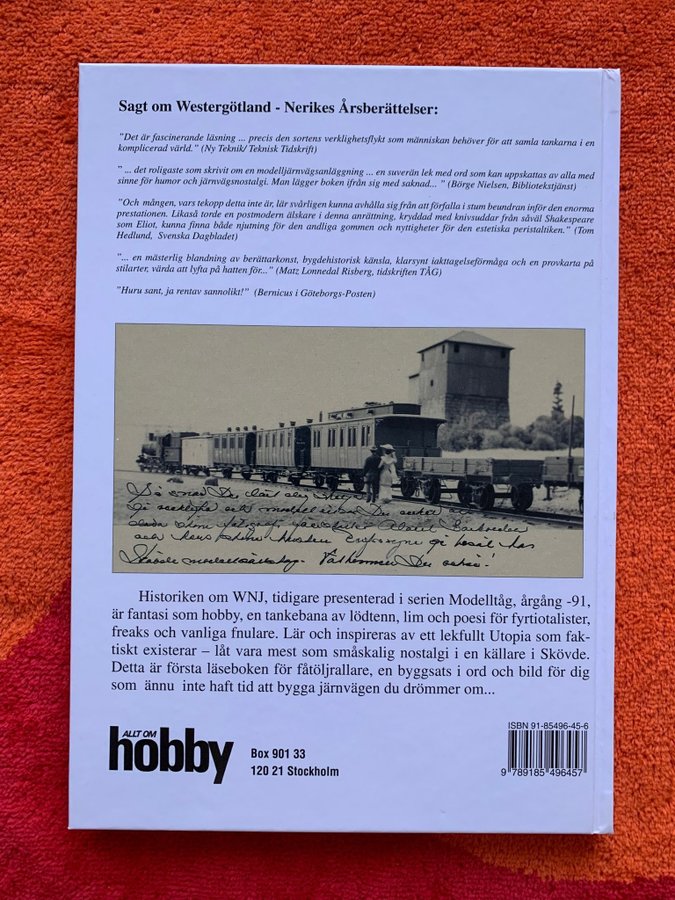 Sagt om Westergötland - Nerikes Årsberättelser:
"Det är fascinerande läsning ... precis den sortens verklighetsflykt som människan behöver för att samla tankarna i en
komplicerad värld." (Ny Teknik/ Teknisk Tidskrift)
" ... det roligaste som skrivit om en modelljärnvägsanläggning ... en suverän lek med ord som kan uppskattas av alla med
sinne för humor och järnvägsnostalgi. Man lägger boken ifrån sig med saknad... " (Börge Nielsen, Bibliotekstjänst)
"Och mången, vars tekopp detta inte är, lär svårligen kunna avhålla sig från att förfalla i stum beundran inför den enorma
prestationen. Likaså torde en postmodern älskare i denna anrättning, kryddad med knivsuddar från såväl Shakespeare
som Eliot, kunna finna både njutning för den andliga gommen och nyttigheter för den estetiska peristaltiken." (Tom
Hedlund, Svenska Dagbladet)
"... en mästerlig blandning av berättarkonst, bygdehistorisk känsla, klarsynt iakttagelseförmåga och en provkarta på
stilarter, värda att lyfta på hatten för..." (Matz Lonnedal Risberg, tidskriften TÅG)
"Huru sant, ja rentav sannolikt!" (Bernicus i Göteborgs-Posten)
och hans
Välkommen Du också!
Historiken om WNJ, tidigare presenterad i serien Modelltåg, årgång -91,
är fantasi som hobby, en tankebana av lödtenn, lim och poesi för fyrtiotalister,
freaks och vanliga fnulare. Lär och inspireras av ett lekfullt Utopia som fak-
tiskt existerar – låt vara mest som småskalig nostalgi i en källare i Skövde.
Detta är första läseboken för fåtöljrallare, en byggsats i ord och bild för dig
som ännu inte haft tid att bygga järnvägen du drömmer om...
ALLT OM
hobby
Box 901 33
120 21 Stockholm
ISBN 91-85496-45-6
9 789185 496457